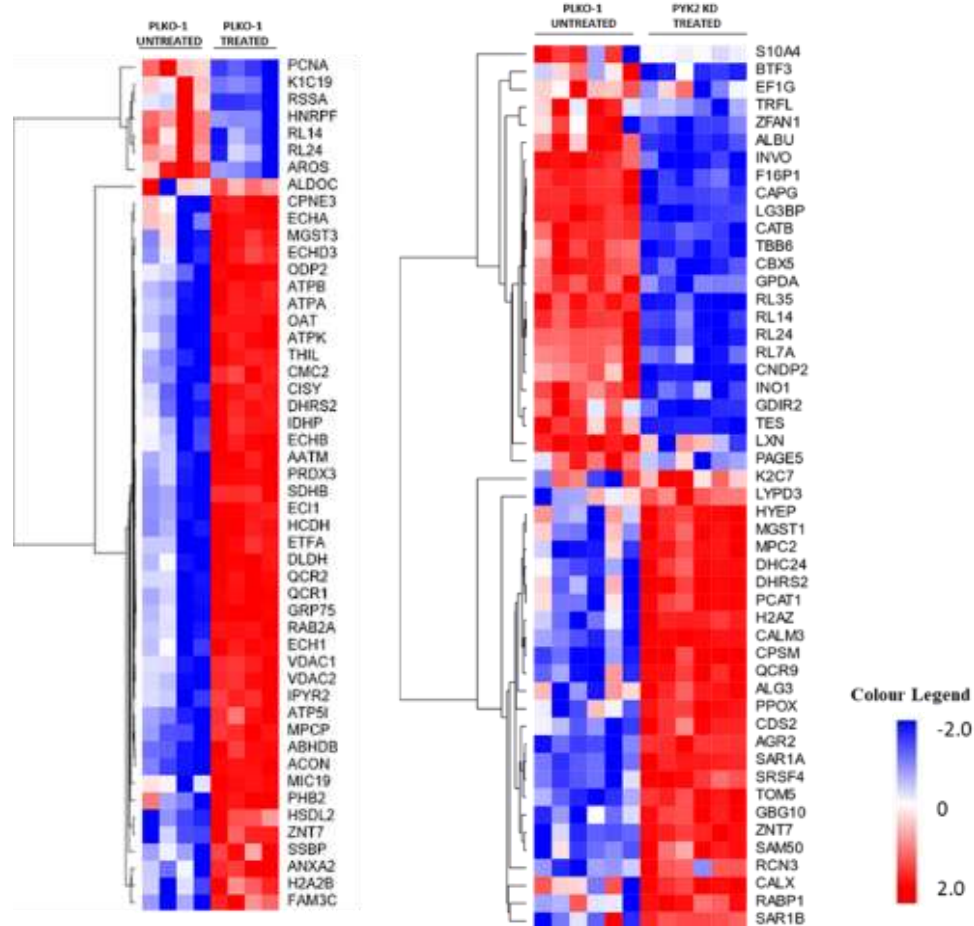 PLKO-1
UNTREATED
PLKO-1
TREATED
PCNA
K1C19
RSSA
HNRPF
RL14
RL24
AROS
ALDOC
CPNE3
ECHA
MGST3
ECHD3
ODP2
ATPB
ATPA
OAT
ATPK
THIL
CMC2
CISY
DHRS2
IDHP
ECHB
AATM
PRDX3
SDHB
ECI1
HCDH
ETFA
DLDH
QCR2
QCR1
GRP75
RAB2A
ECH1
VDAC1
VDAC2
IPYR2
ATP5I
MPCP
ABHDB
ACON
MIC19
PHB2
HSDL2
ZNT7
SSBP
ANXA2
H2A2B
FAM3C
PLKO-1
UNTREATED
PYK2 KD
TREATED
S10A4
BTF3
EF1G
TRFL
ZFAN1
ALBU
INVO
F16P1
CAPG
LG3BP
CATB
TBB6
CBX5
GPDA
RL35
RL14
RL24
RL7A
CNDP2
INO1
GDIR2
TES
LXN
PAGE5
K2C7
LYPD3
HYEP
MGST1
MPC2
DHC24
DHRS2
PCAT1
H2AZ
CALM3
CPSM
QCR9
ALG3
PPOX
CDS2
AGR2
SAR1A
SRSF4
TOM5
GBG10
ZNT7
SAM50
RCN3
CALX
RABP1
SAR1B
Colour Legend
-2.0
0
2.0